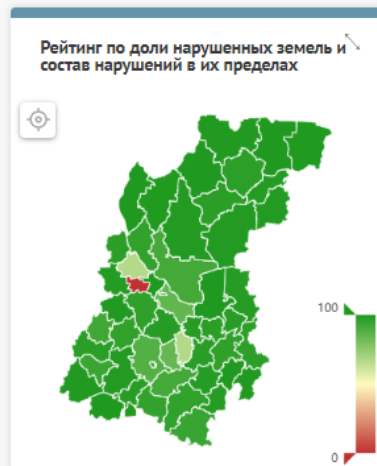 Рейтинг по доли нарушенных земель и
состав нарушений в их пределах
100
0